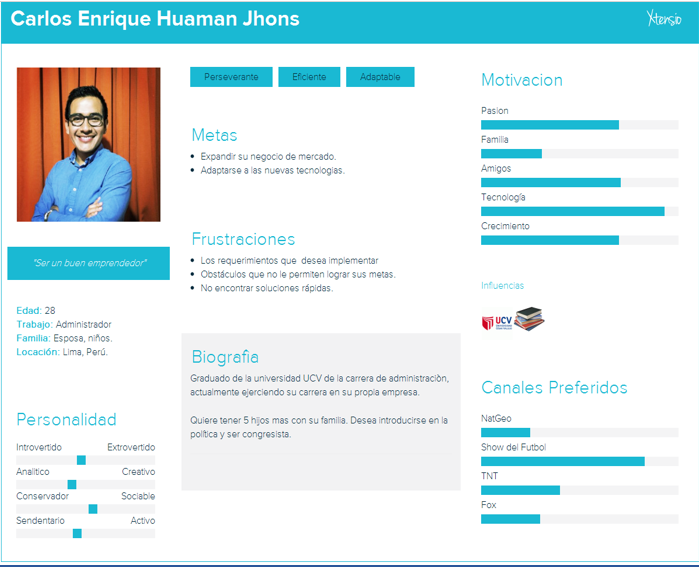 Carlos Enrique Huaman Jhons
Xtensio
"Ser un buen emprendedor"
Edad: 28
Trabajo: Administrador
Familia: Esposa, niños.
Locación: Lima, Perú.
Personalidad
Introvertido Extrovertido
Analitico Creativo
Conservador Sociable
Sendentario Activo
Perseverante Eficiente Adaptable
Metas
• Expandir su negocio de mercado.
• Adaptarse a las nuevas tecnologias.
Frustraciones
• Los requerimientos que desea implementar
• Obstáculos que no le permiten lograr sus metas.
• No encontrar soluciones rápidas.
Biografia
Graduado de la universidad UCV de la carrera de administraciòn,
actualmente ejerciendo su carrera en su propia empresa.
Quiere tener 5 hijos mas con su familia. Desea introducirse en la
política y ser congresista.
Motivacion
Pasion
Familia
Amigos
Tecnología
Crecimiento
Influencias
UCV
Canales Preferidos
NatGeo
Show del Futbol
TNT
Fox